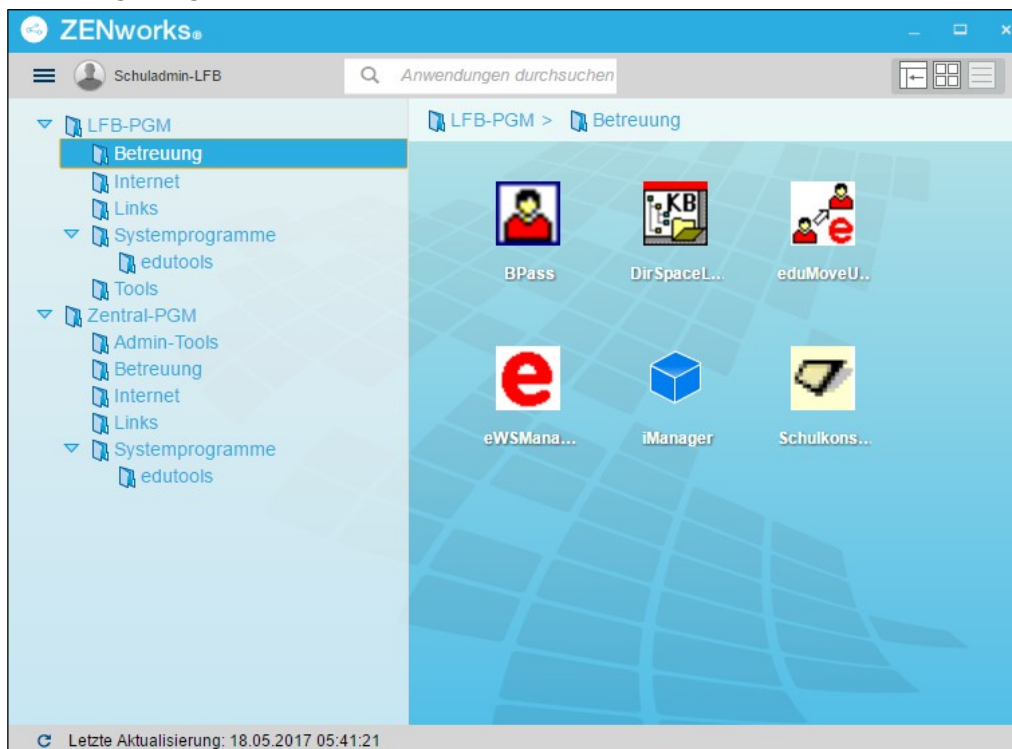 ZENworks®
Schuladmin-LFB
Anwendungen durchsuchen
LFB-PGM
Betreuung
Internet
Links
Systemprogramme
edutools
Tools
Zentral-PGM
Admin-Tools
Betreuung
Internet
Links
Systemprogramme
edutools
LFB-PGM > Betreuung
KB
e
BPass DirSpaceL... eduMoveU..
e
eWSMana... iManager Schulkons...
Letzte Aktualisierung: 18.05.2017 05:41:21